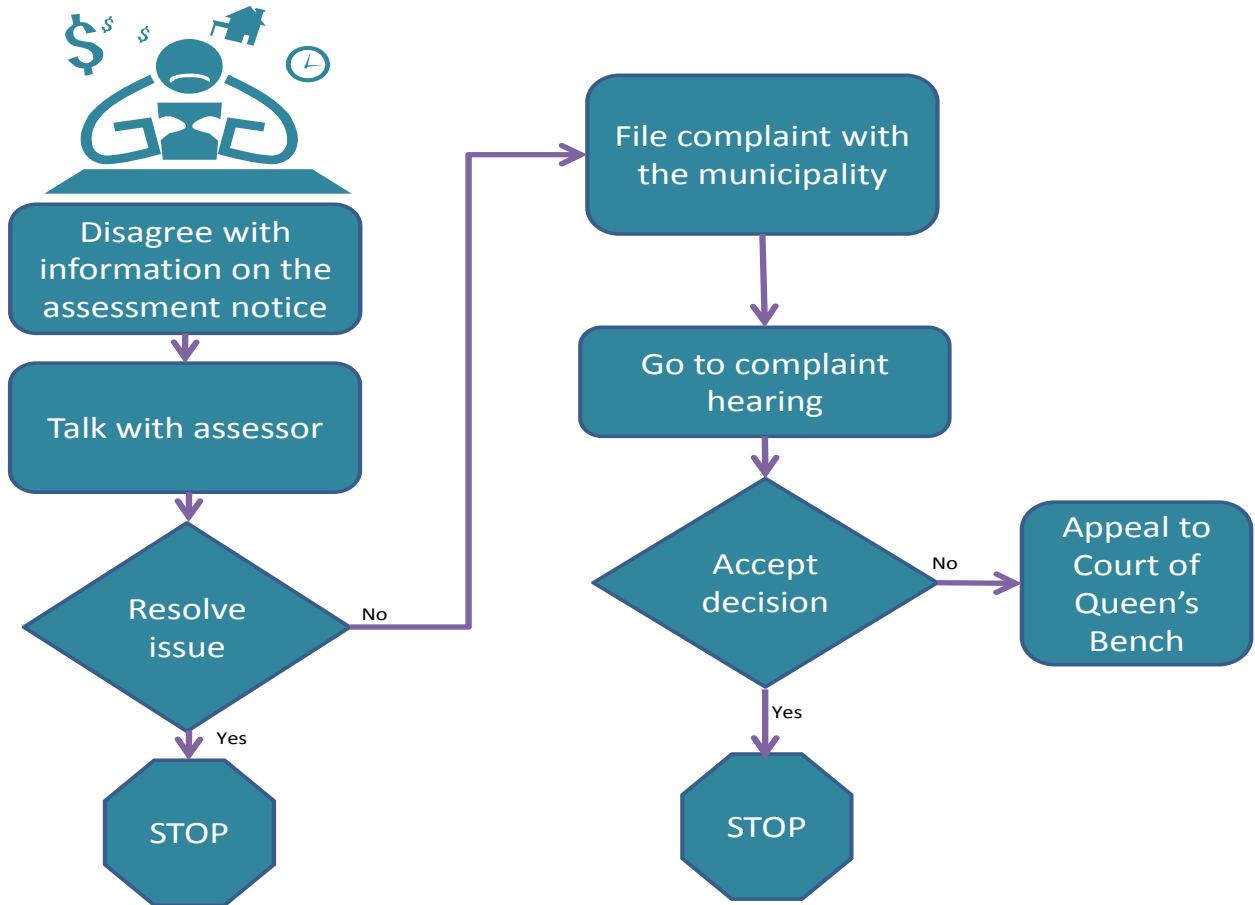 $
$
$
Disagree with
information on the
assessment notice
Talk with assessor
Resolve
issue
No
Yes
STOP
File complaint with
the municipality
Go to complaint
hearing
Accept
decision
No
Yes
STOP
Appeal to
Court of
Queen’s
Bench